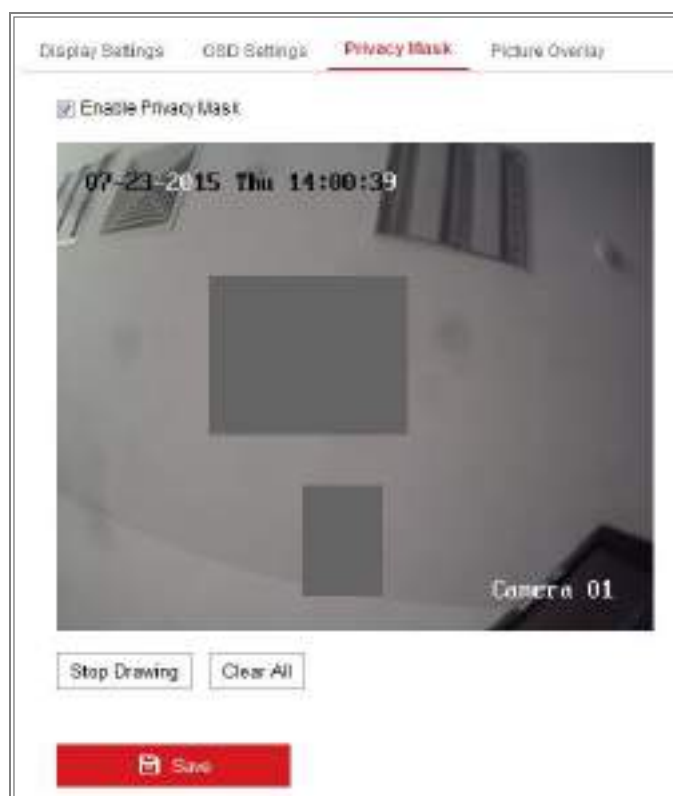 Display Settings OSD Settings Privacy Mask Picture Overlay
Enable Privacy Mask
07-23-2015 Thu 14:00:39
Camera 01
Stop Drawing Clear All
Save